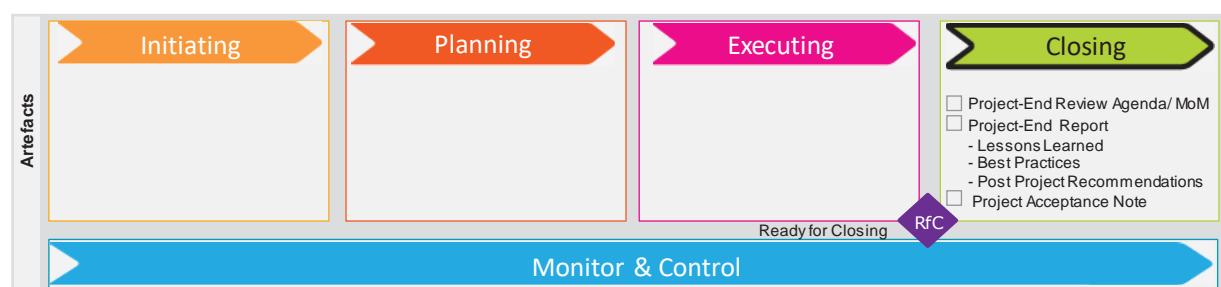 Artefacts
Initiating
Planning
Executing
Closing
Project-End Review Agenda/ MoM
Project-End Report
- Lessons Learned
- Best Practices
- Post Project Recommendations
Project Acceptance Note
Ready for Closing
RfC
Monitor & Control